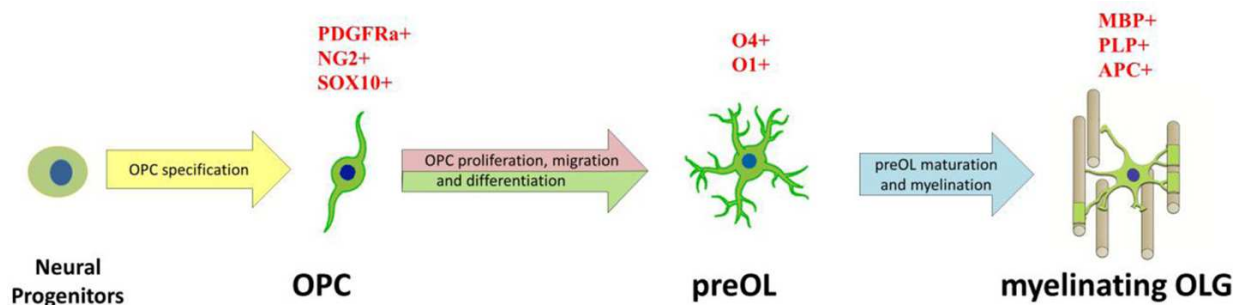 PDGFRa+
NG2+
SOX10+
O4+
O1+
MBP+
PLP+
APC+
OPC specification
OPC proliferation, migration
and differentiation
preOL maturation
and myelination
Neural
Progenitors
OPC
preOL
myelinating OLG